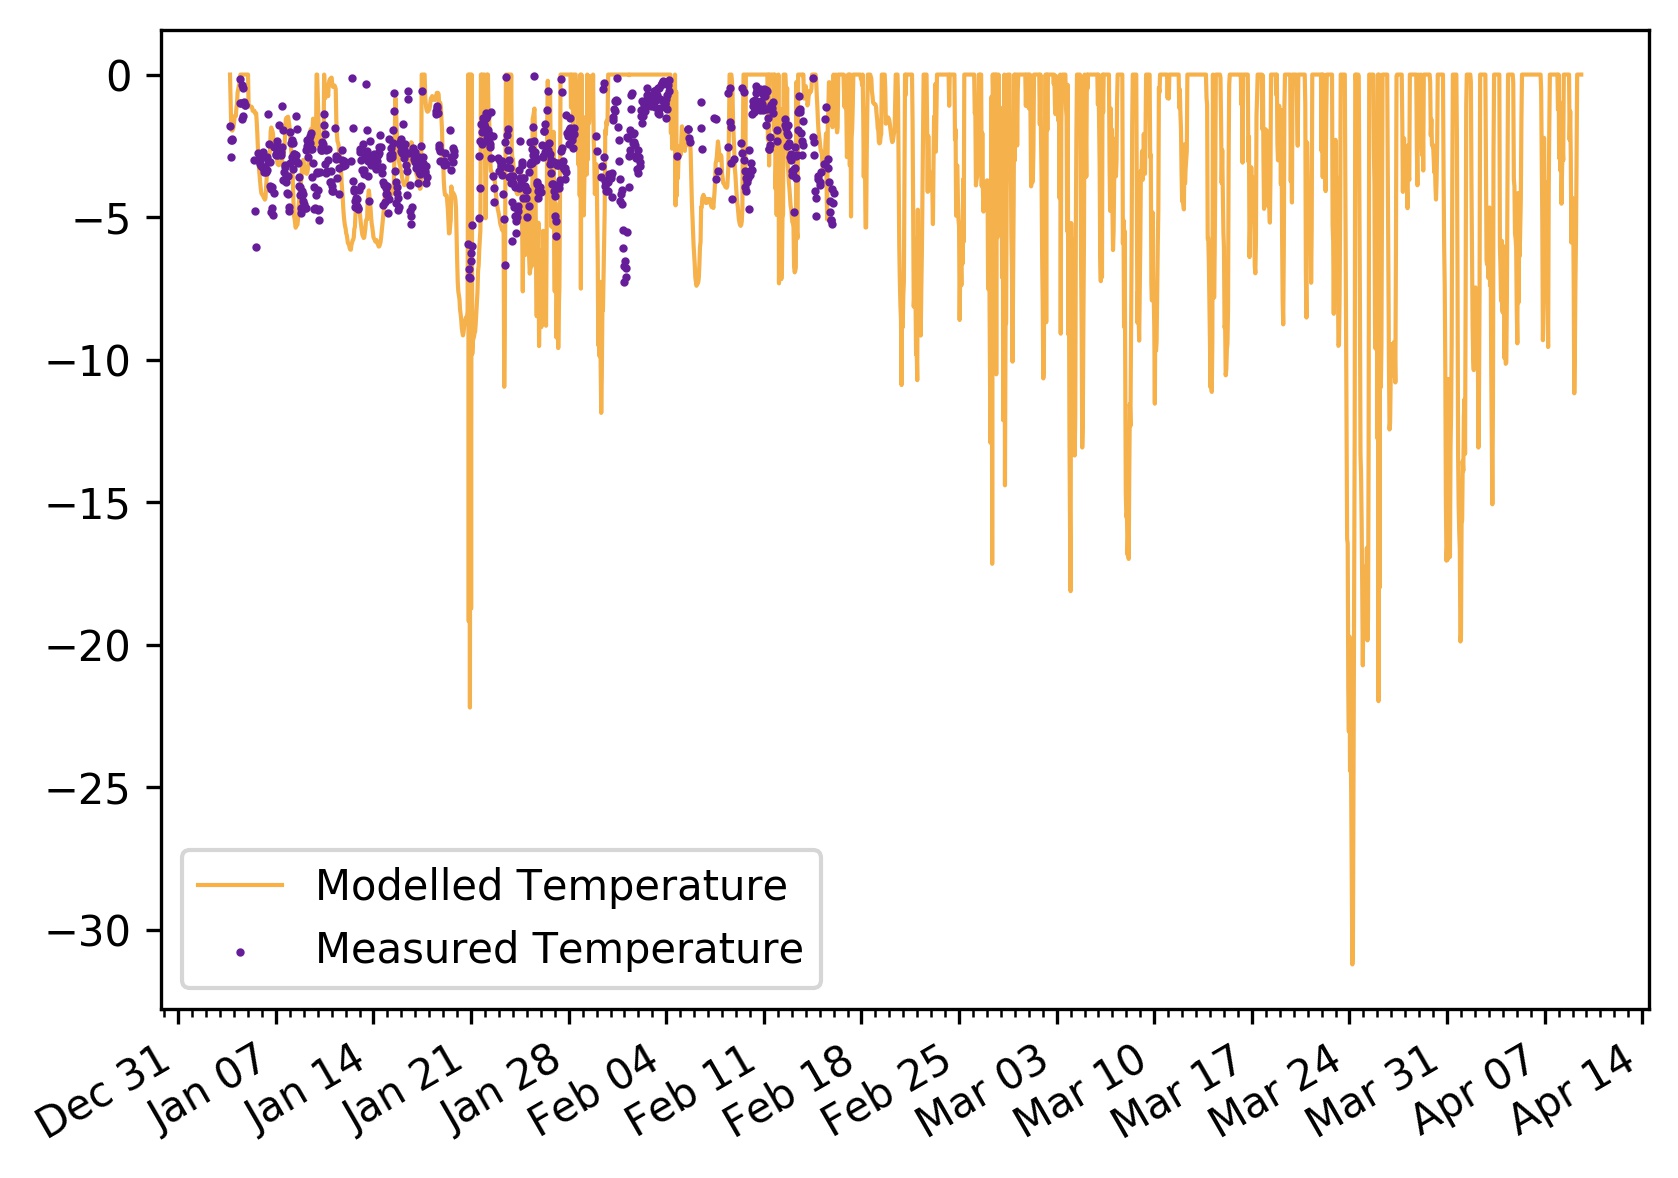 0
−5
−10
−15
−20
−25
−30
Modelled Temperature
Measured Temperature
Dec 31
Jan 07
Jan 14
Jan 21
Jan 28
Feb 04
Feb 11
Feb 18
Feb 25
Mar 03
Mar 10
Mar 17
Mar 24
Mar 31
Apr 07
Apr 14